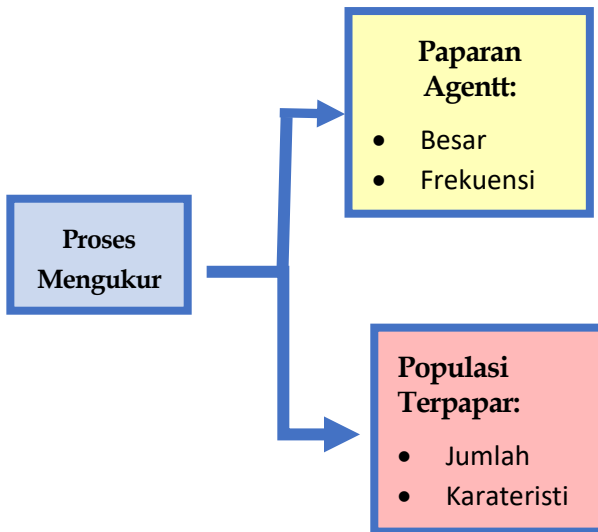 Proses
Mengukur
Paparan
Agentt:
• Besar
• Frekuensi
Populasi
Terpapar:
• Jumlah
• Karateristi